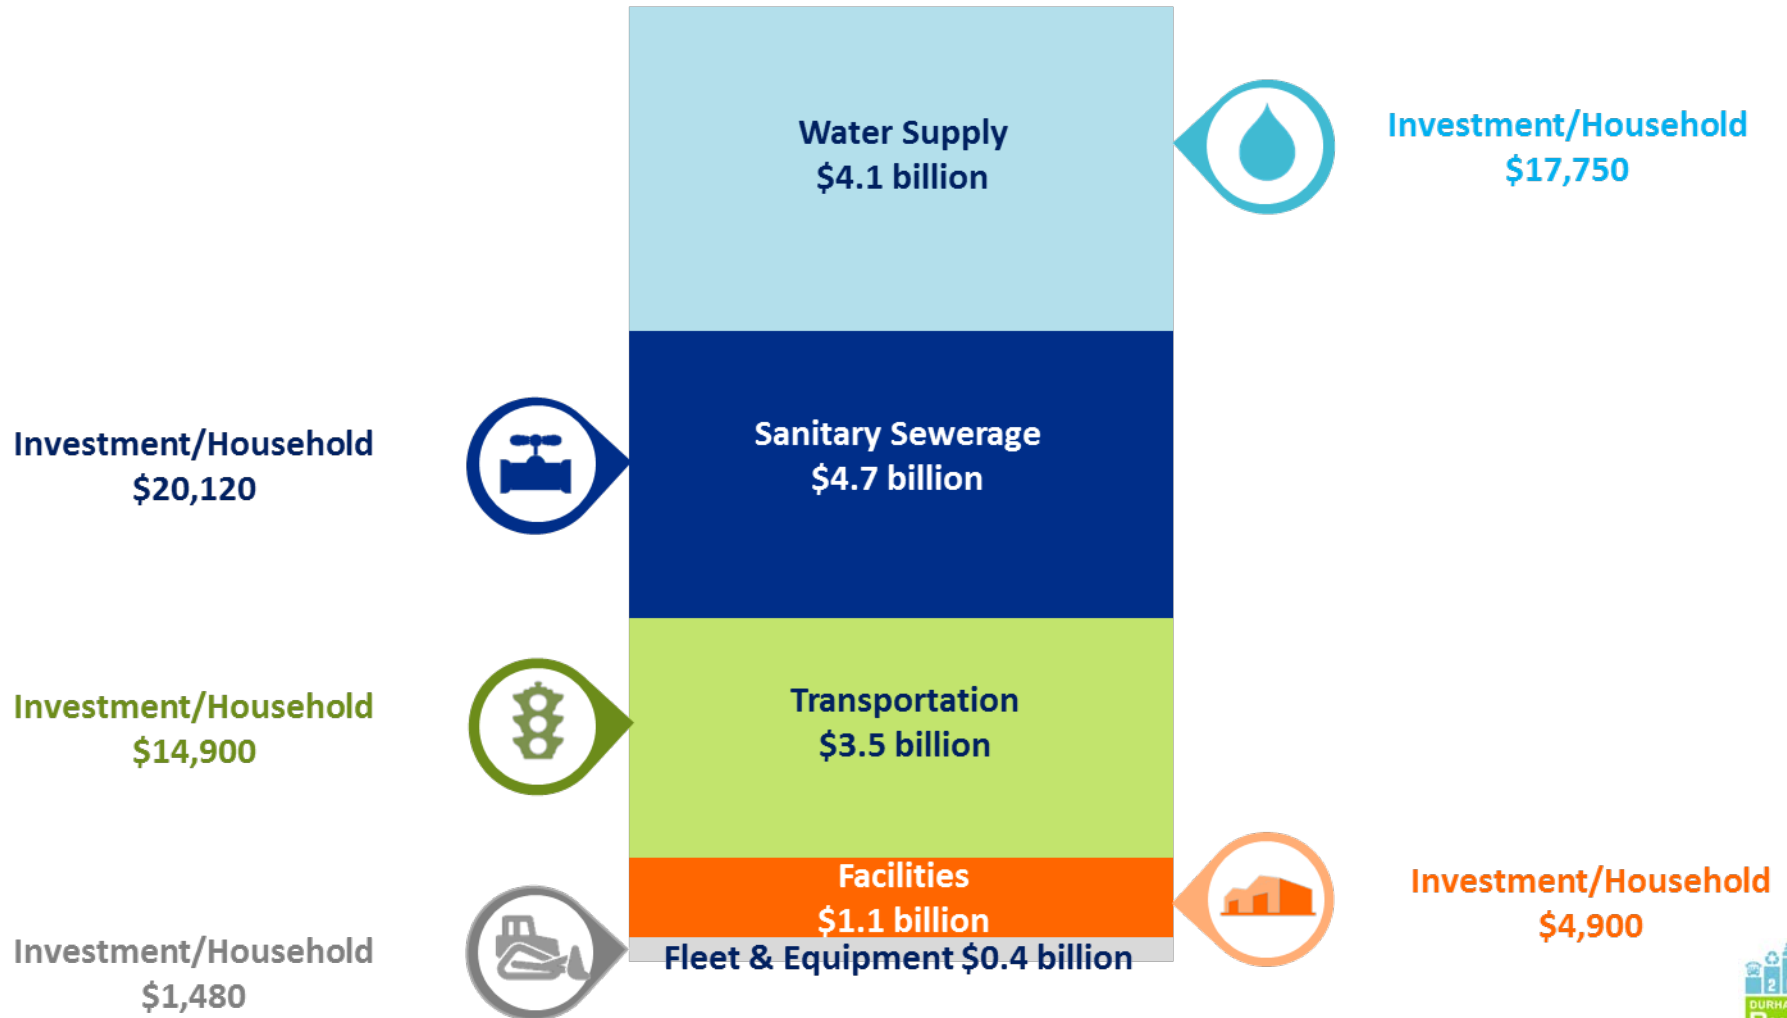 Water Supply
$4.1 billion
Investment/Household
$17,750
Sanitary Sewerage
$4.7 billion
Investment/Household
$20,120
Transportation
$3.5 billion
Investment/Household
$14,900
Facilities
$1.1 billion
Investment/Household
$4,900
Fleet & Equipment $0.4 billion
Investment/Household
$1,480
2